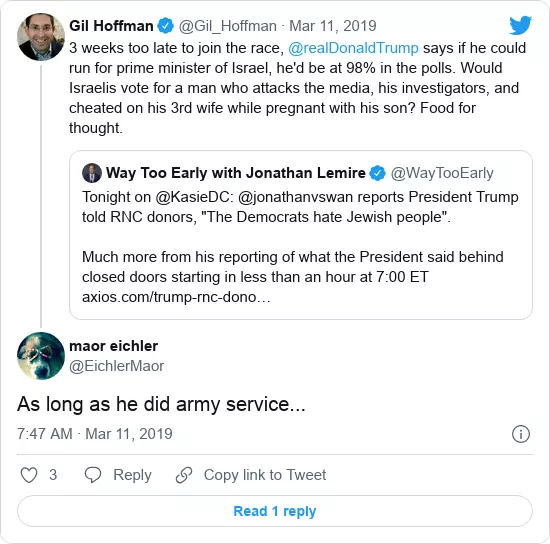 Gil Hoffman @Gil_Hoffman · Mar 11, 2019
3 weeks too late to join the race, @realDonaldTrump says if he could
run for prime minister of Israel, he'd be at 98% in the polls. Would
Israelis vote for a man who attacks the media, his investigators, and
cheated on his 3rd wife while pregnant with his son? Food for
thought.
Way Too Early with Jonathan Lemire @WayTooEarly
Tonight on @KasieDC: @jonathanvswan reports President Trump
told RNC donors, "The Democrats hate Jewish people".
Much more from his reporting of what the President said behind
closed doors starting in less than an hour at 7:00 ET
axios.com/trump-rnc-dono…
maor eichler
@EichlerMaor
As long as he did army service...
7:47 AM · Mar 11, 2019
3 Reply Copy link to Tweet
Read 1 reply